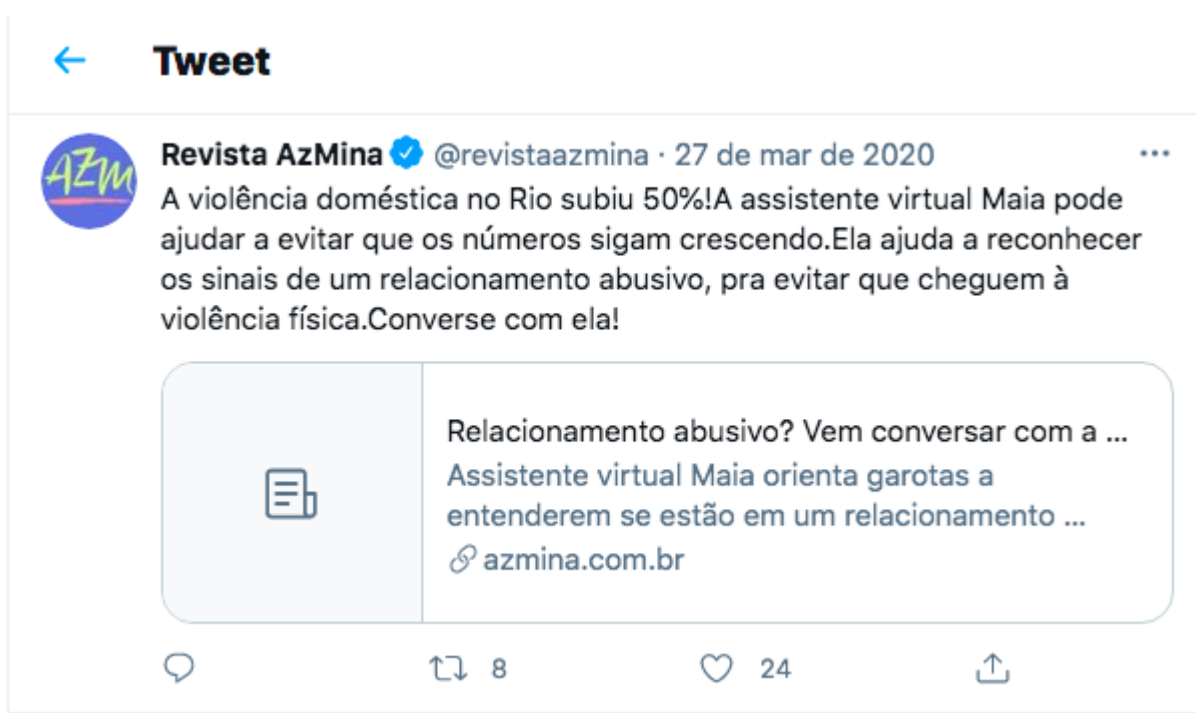 Tweet
AZM
Revista AzMina @revistaazmina · 27 de mar de 2020
A violência doméstica no Rio subiu 50%!A assistente virtual Maia pode
ajudar a evitar que os números sigam crescendo.Ela ajuda a reconhecer
os sinais de um relacionamento abusivo, pra evitar que cheguem à
violência física.Converse com ela!
Relacionamento abusivo? Vem conversar com a ...
Assistente virtual Maia orienta garotas a
entenderem se estão em um relacionamento ...
azmina.com.br
8 24